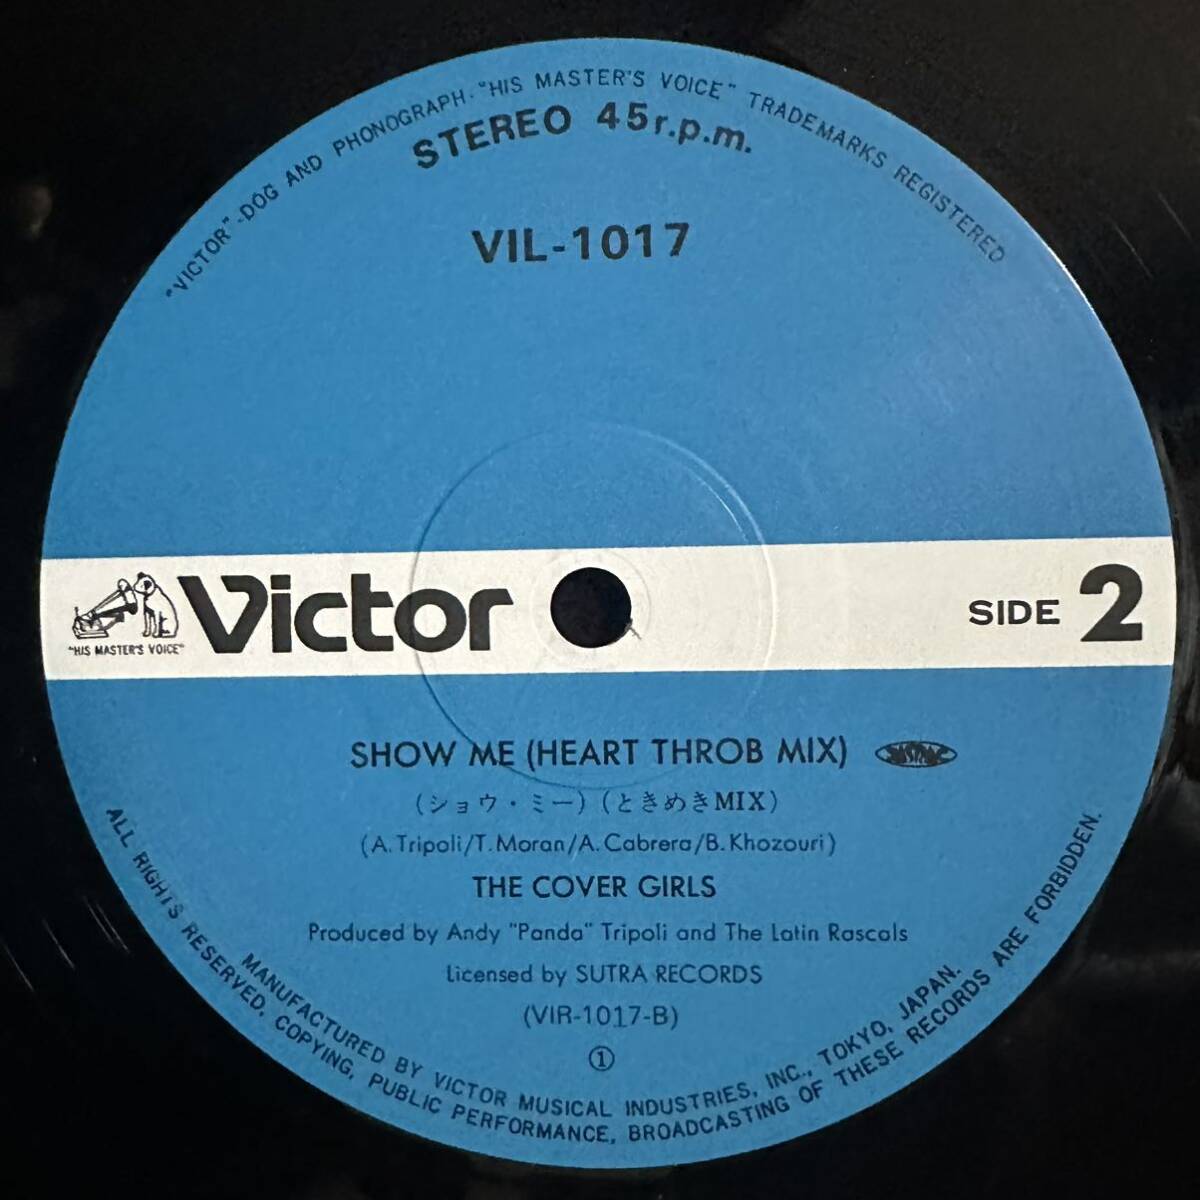 "VICTOR"-DOG AND PHONOGRAPH-"HIS MASTER'S VOICE" TRADEMARKS REGISTERED
STEREO 45r.p.m.
VIL-1017
"HIS MASTER'S VOICE"
Victor
SIDE 2
SHOW ME (HEART THROB MIX)
(ショウ・ミー)(ときめきMIX)
(A.Tripoli/T.Moran/A.Cabrera/B.Khozouri)
THE COVER GIRLS
Produced by Andy "Panda" Tripoli and The Latin Rascals
Licensed by SUTRA RECORDS
(VIR-1017-B)
①
MANUFACTURED BY VICTOR MUSICAL INDUSTRIES, INC., TOKYO, JAPAN.
ALL RIGHTS RESERVED. COPYING, PUBLIC PERFORMANCE, BROADCASTING OF THESE RECORDS ARE FORBIDDEN.